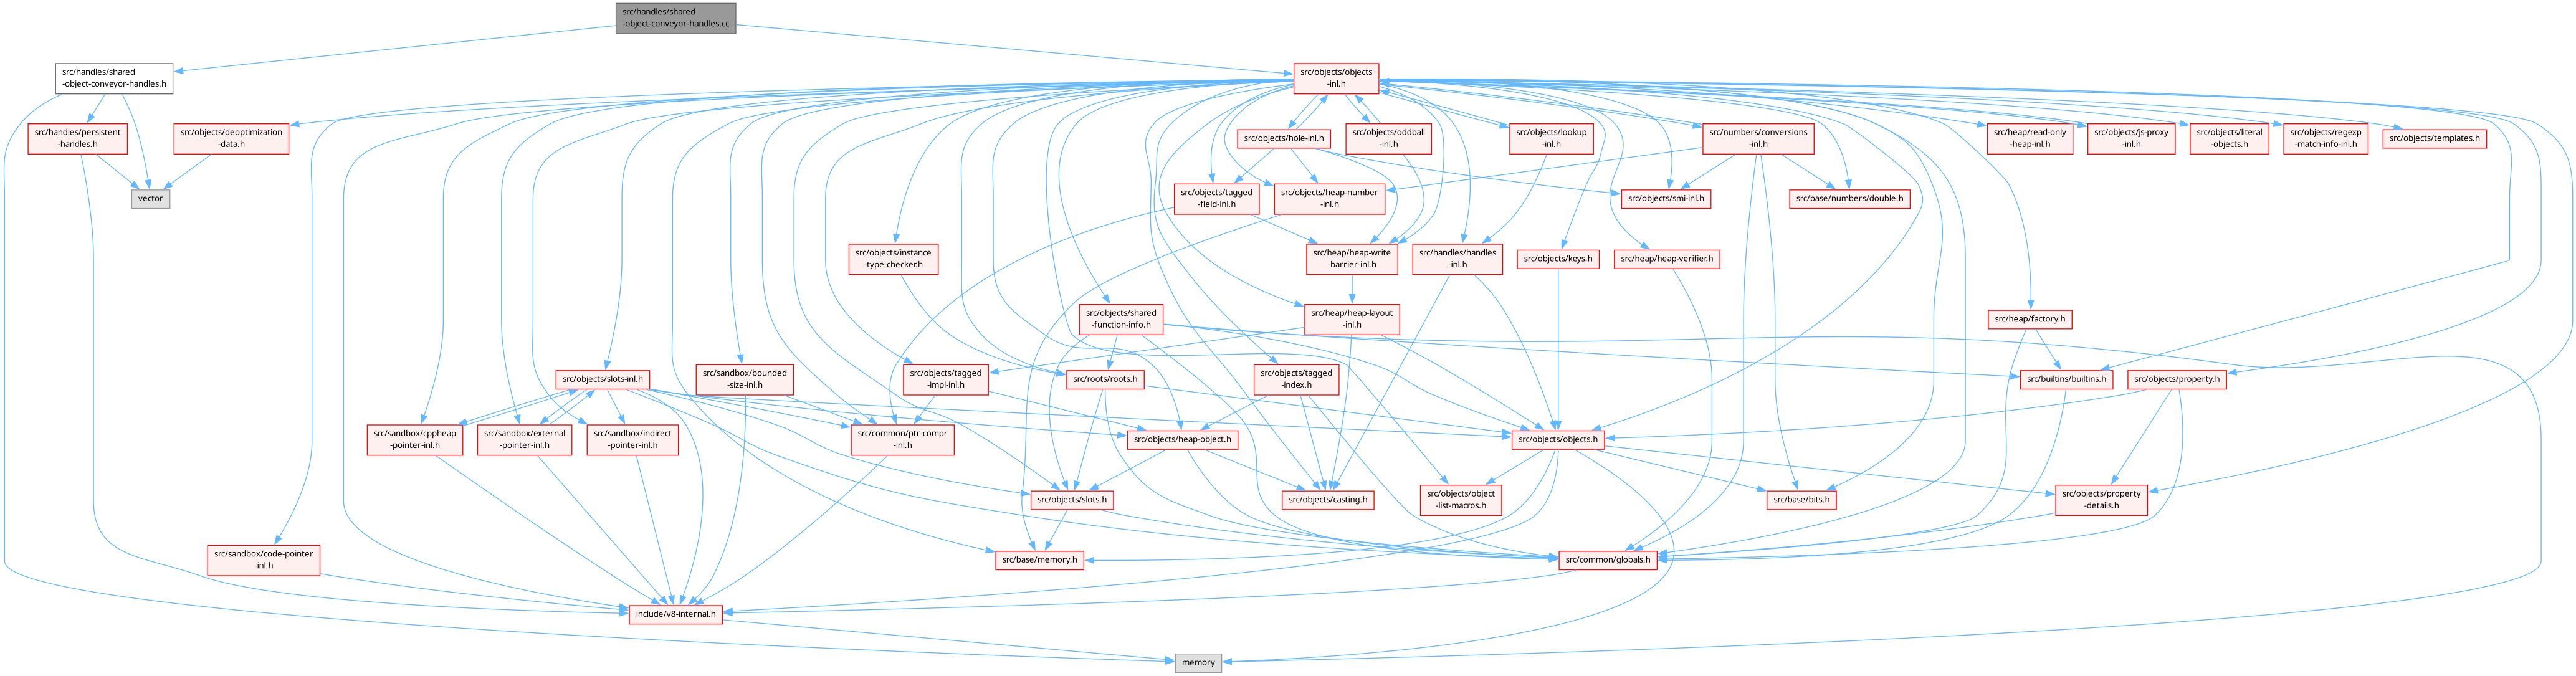 src/handles/shared
-object-conveyor-handles.cc
src/handles/shared
-object-conveyor-handles.h
src/objects/objects
-inl.h
src/handles/persistent
-handles.h
src/objects/deoptimization
-data.h
src/objects/hole-inl.h
src/objects/oddball
-inl.h
src/objects/lookup
-inl.h
src/numbers/conversions
-inl.h
src/heap/read-only
-heap-inl.h
src/objects/js-proxy
-inl.h
src/objects/literal
-objects.h
src/objects/regexp
-match-info-inl.h
src/objects/templates.h
vector
src/objects/tagged
-field-inl.h
src/objects/heap-number
-inl.h
src/objects/smi-inl.h
src/base/numbers/double.h
src/objects/instance
-type-checker.h
src/heap/heap-write
-barrier-inl.h
src/handles/handles
-inl.h
src/objects/keys.h
src/heap/heap-verifier.h
src/objects/shared
-function-info.h
src/heap/heap-layout
-inl.h
src/heap/factory.h
src/objects/slots-inl.h
src/sandbox/bounded
-size-inl.h
src/objects/tagged
-impl-inl.h
src/roots/roots.h
src/objects/tagged
-index.h
src/builtins/builtins.h
src/objects/property.h
src/sandbox/cppheap
-pointer-inl.h
src/sandbox/external
-pointer-inl.h
src/sandbox/indirect
-pointer-inl.h
src/common/ptr-compr
-inl.h
src/objects/heap-object.h
src/objects/objects.h
src/objects/slots.h
src/objects/casting.h
src/objects/object
-list-macros.h
src/base/bits.h
src/objects/property
-details.h
src/sandbox/code-pointer
-inl.h
src/base/memory.h
src/common/globals.h
include/v8-internal.h
memory